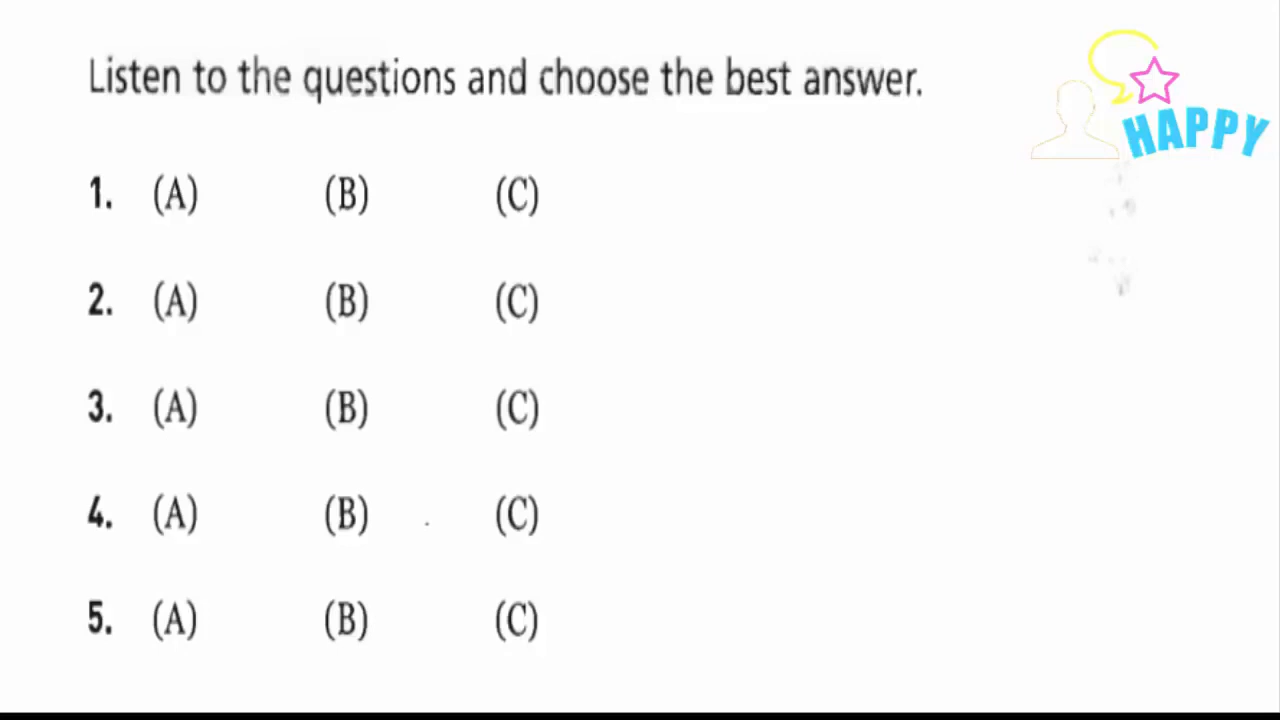 Listen to the questions and choose the best answer.
HAPPY
1. (A) (B) (C)
2. (A) (B) (C)
3. (A) (B) (C)
4. (A) (B) (C)
5. (A) (B) (C)